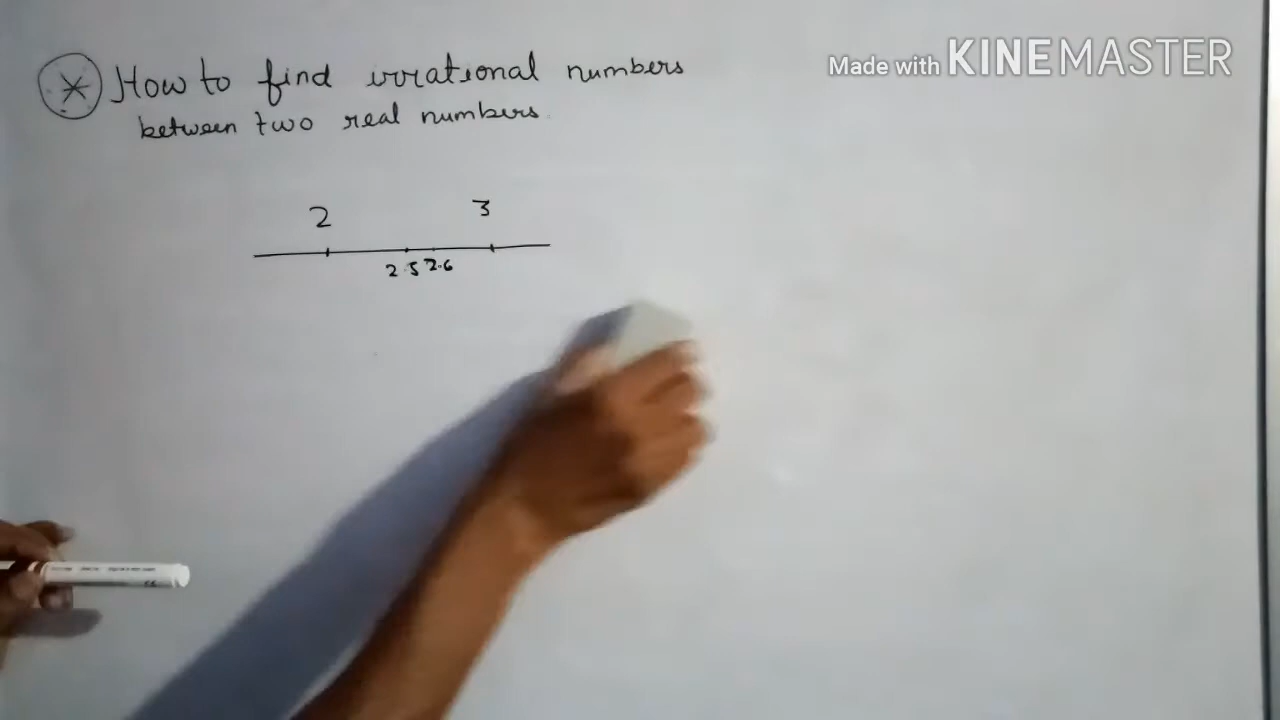 * How to find irrational numbers
between two real numbers.
Made with KINEMASTER
2 3
2.5 2.6